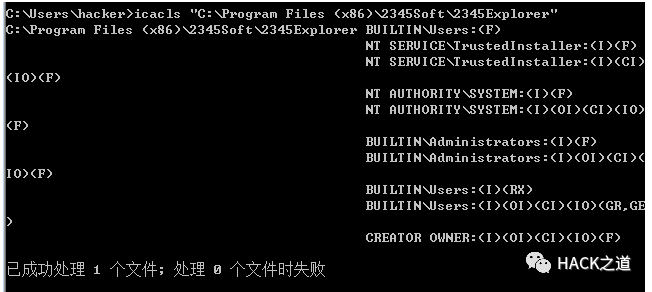 C:\Users\hacker>icacls "C:\Program Files (x86)\2345Soft\2345Explorer"
C:\Program Files (x86)\2345Soft\2345Explorer BUILTIN\Users:(F)
NT SERVICE\TrustedInstaller:(I)(F)
NT SERVICE\TrustedInstaller:(I)(CI)
(IO)(F)
NT AUTHORITY\SYSTEM:(I)(F)
NT AUTHORITY\SYSTEM:(I)(OI)(CI)(IO)
(F)
BUILTIN\Administrators:(I)(F)
BUILTIN\Administrators:(I)(OI)(CI)(
IO)(F)
BUILTIN\Users:(I)(RX)
BUILTIN\Users:(I)(OI)(CI)(IO)(GR,GE
)
CREATOR OWNER:(I)(OI)(CI)(IO)(F)
已成功处理 1 个文件; 处理 0 个文件时失败
HACK之道